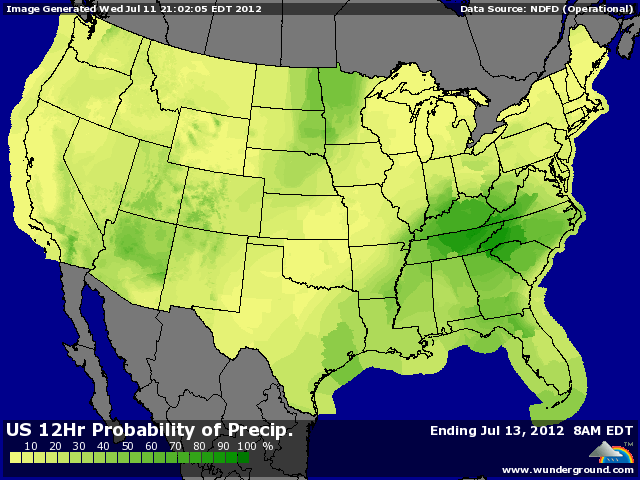 Image Generated Wed Jul 11 21:02:05 EDT 2012 Data Source: NDFD (Operational)
US 12Hr Probability of Precip. Ending Jul 13, 2012 8AM EDT
10 20 30 40 50 60 70 80 90 100 %
TM
www.wunderground.com